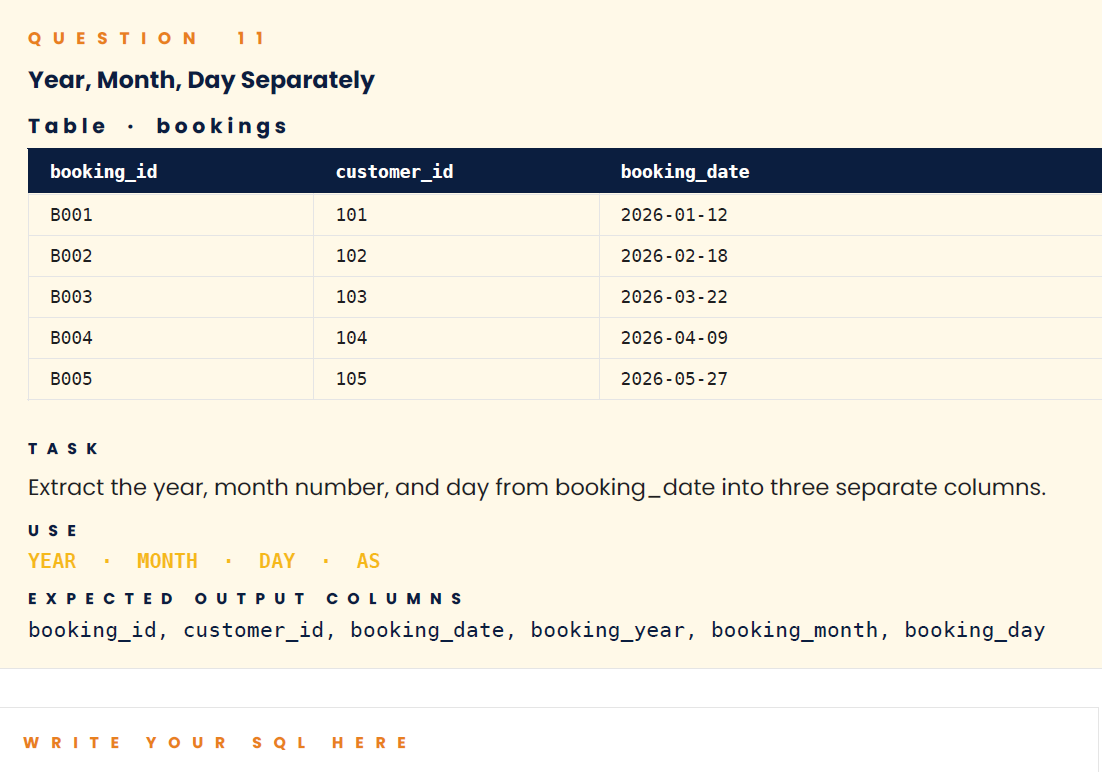 QUESTION 11
Year, Month, Day Separately
Table · bookings
booking_id customer_id booking_date
B001 101 2026-01-12
B002 102 2026-02-18
B003 103 2026-03-22
B004 104 2026-04-09
B005 105 2026-05-27
TASK
Extract the year, month number, and day from booking_date into three separate columns.
USE
YEAR · MONTH · DAY · AS
EXPECTED OUTPUT COLUMNS
booking_id, customer_id, booking_date, booking_year, booking_month, booking_day
WRITE YOUR SQL HERE